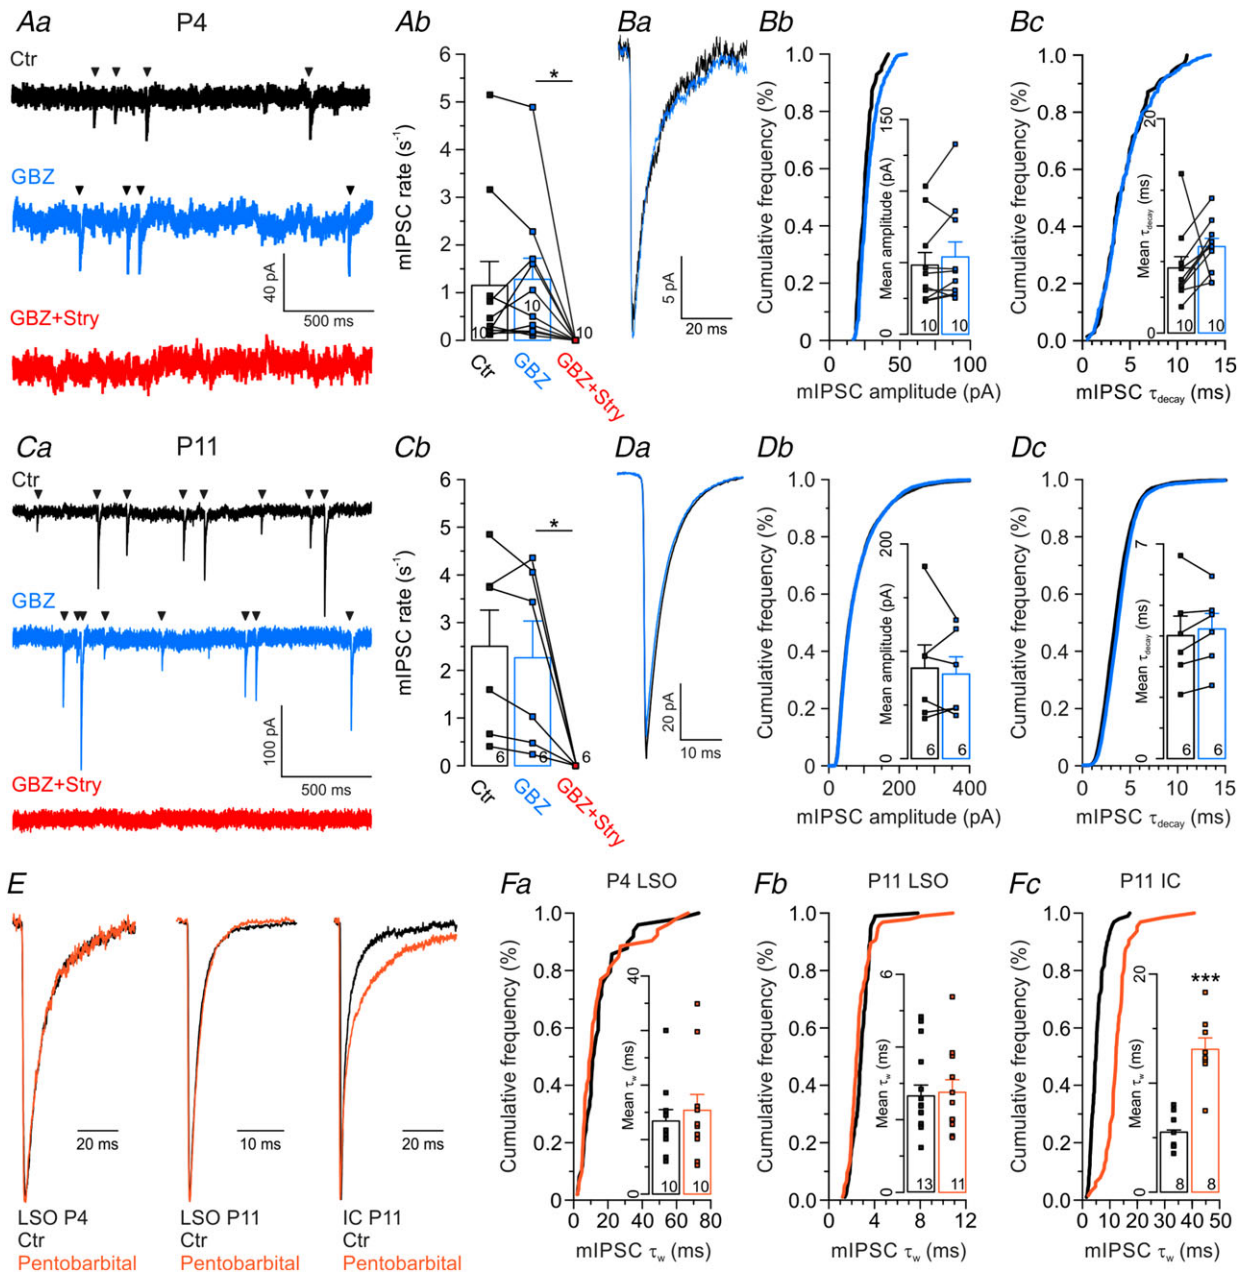 Aa P4
Ctr
GBZ
40 pA
500 ms
GBZ+Stry
Ab
mIPSC rate (s-1)
6
5
4
3
2
1
0
*
10
10
10
Ctr
GBZ
GBZ+Stry
Ba
5 pA
20 ms
Bb
Cumulative frequency (%)
1.0
0.8
0.6
0.4
0.2
0.0
0 50 100
mIPSC amplitude (pA)
Mean amplitude (pA)
150
0
10 10
Bc
Cumulative frequency (%)
1.0
0.8
0.6
0.4
0.2
0.0
0 5 10 15
mIPSC τdecay (ms)
Mean τdecay (ms)
20
0
10 10
Ca P11
Ctr
GBZ
100 pA
500 ms
GBZ+Stry
Cb
mIPSC rate (s-1)
6
5
4
3
2
1
0
*
6
6
6
Ctr
GBZ
GBZ+Stry
Da
20 pA
10 ms
Db
Cumulative frequency (%)
1.0
0.8
0.6
0.4
0.2
0.0
0 200 400
mIPSC amplitude (pA)
Mean amplitude (pA)
200
0
6 6
Dc
Cumulative frequency (%)
1.0
0.8
0.6
0.4
0.2
0.0
0 5 10 15
mIPSC τdecay (ms)
Mean τdecay (ms)
7
0
6 6
E
20 ms
10 ms
20 ms
LSO P4
Ctr
Pentobarbital
LSO P11
Ctr
Pentobarbital
IC P11
Ctr
Pentobarbital
Fa P4 LSO
Cumulative frequency (%)
1.0
0.8
0.6
0.4
0.2
0.0
0 20 40 60 80
mIPSC τw (ms)
Mean τw (ms)
40
0
10 10
Fb P11 LSO
Cumulative frequency (%)
1.0
0.8
0.6
0.4
0.2
0.0
0 4 8 12
mIPSC τw (ms)
Mean τw (ms)
6
0
13 11
Fc P11 IC
Cumulative frequency (%)
1.0
0.8
0.6
0.4
0.2
0.0
0 10 20 30 40 50
mIPSC τw (ms)
Mean τw (ms)
20
0
***
8 8